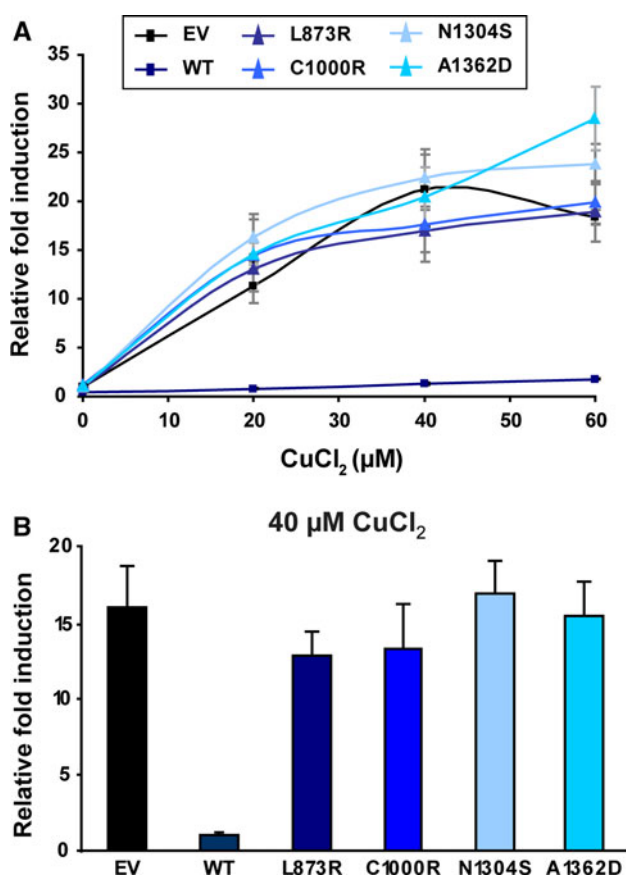 A
EV L873R N1304S
WT C1000R A1362D
Relative fold induction
35
30
25
20
15
10
5
0
0 10 20 30 40 50 60
CuCl₂ (µM)
B
40 µM CuCl₂
Relative fold induction
20
15
10
5
0
EV WT L873R C1000R N1304S A1362D